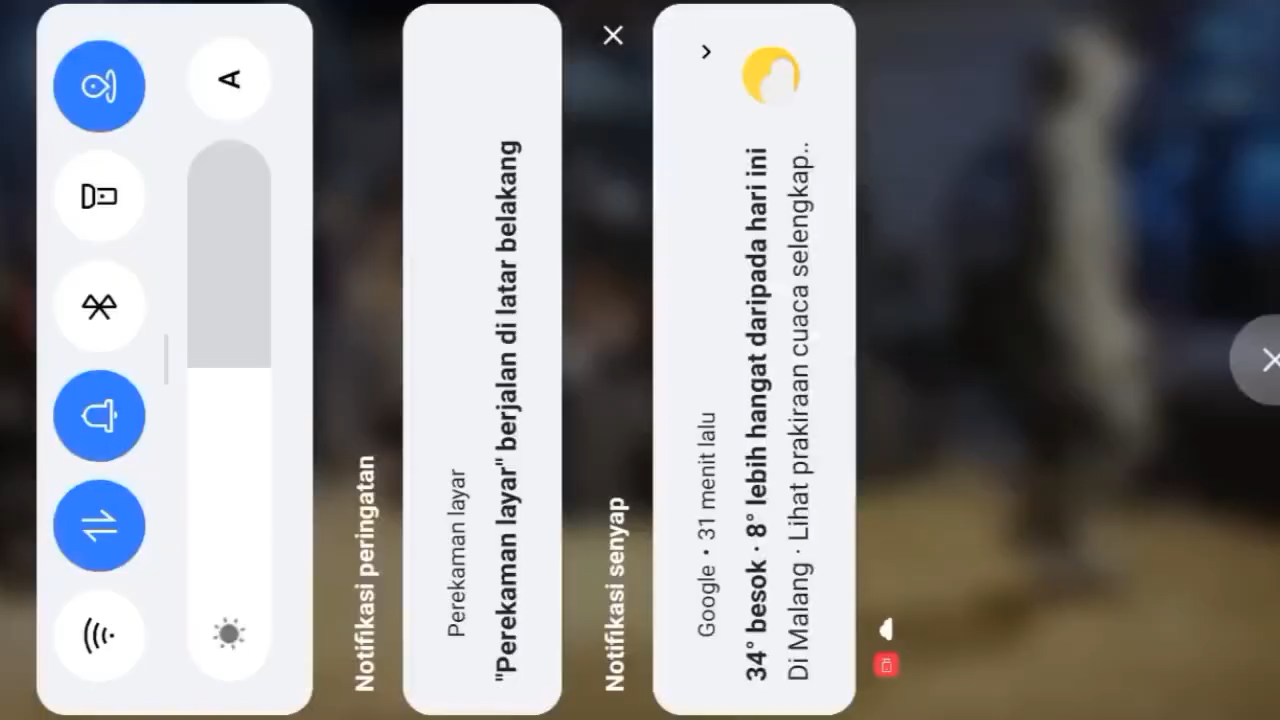 A
Notifikasi peringatan
Perekaman layar
"Perekaman layar" berjalan di latar belakang
Notifikasi senyap
Google • 31 menit lalu
34° besok · 8° lebih hangat daripada hari ini
Di Malang · Lihat prakiraan cuaca selengkap..